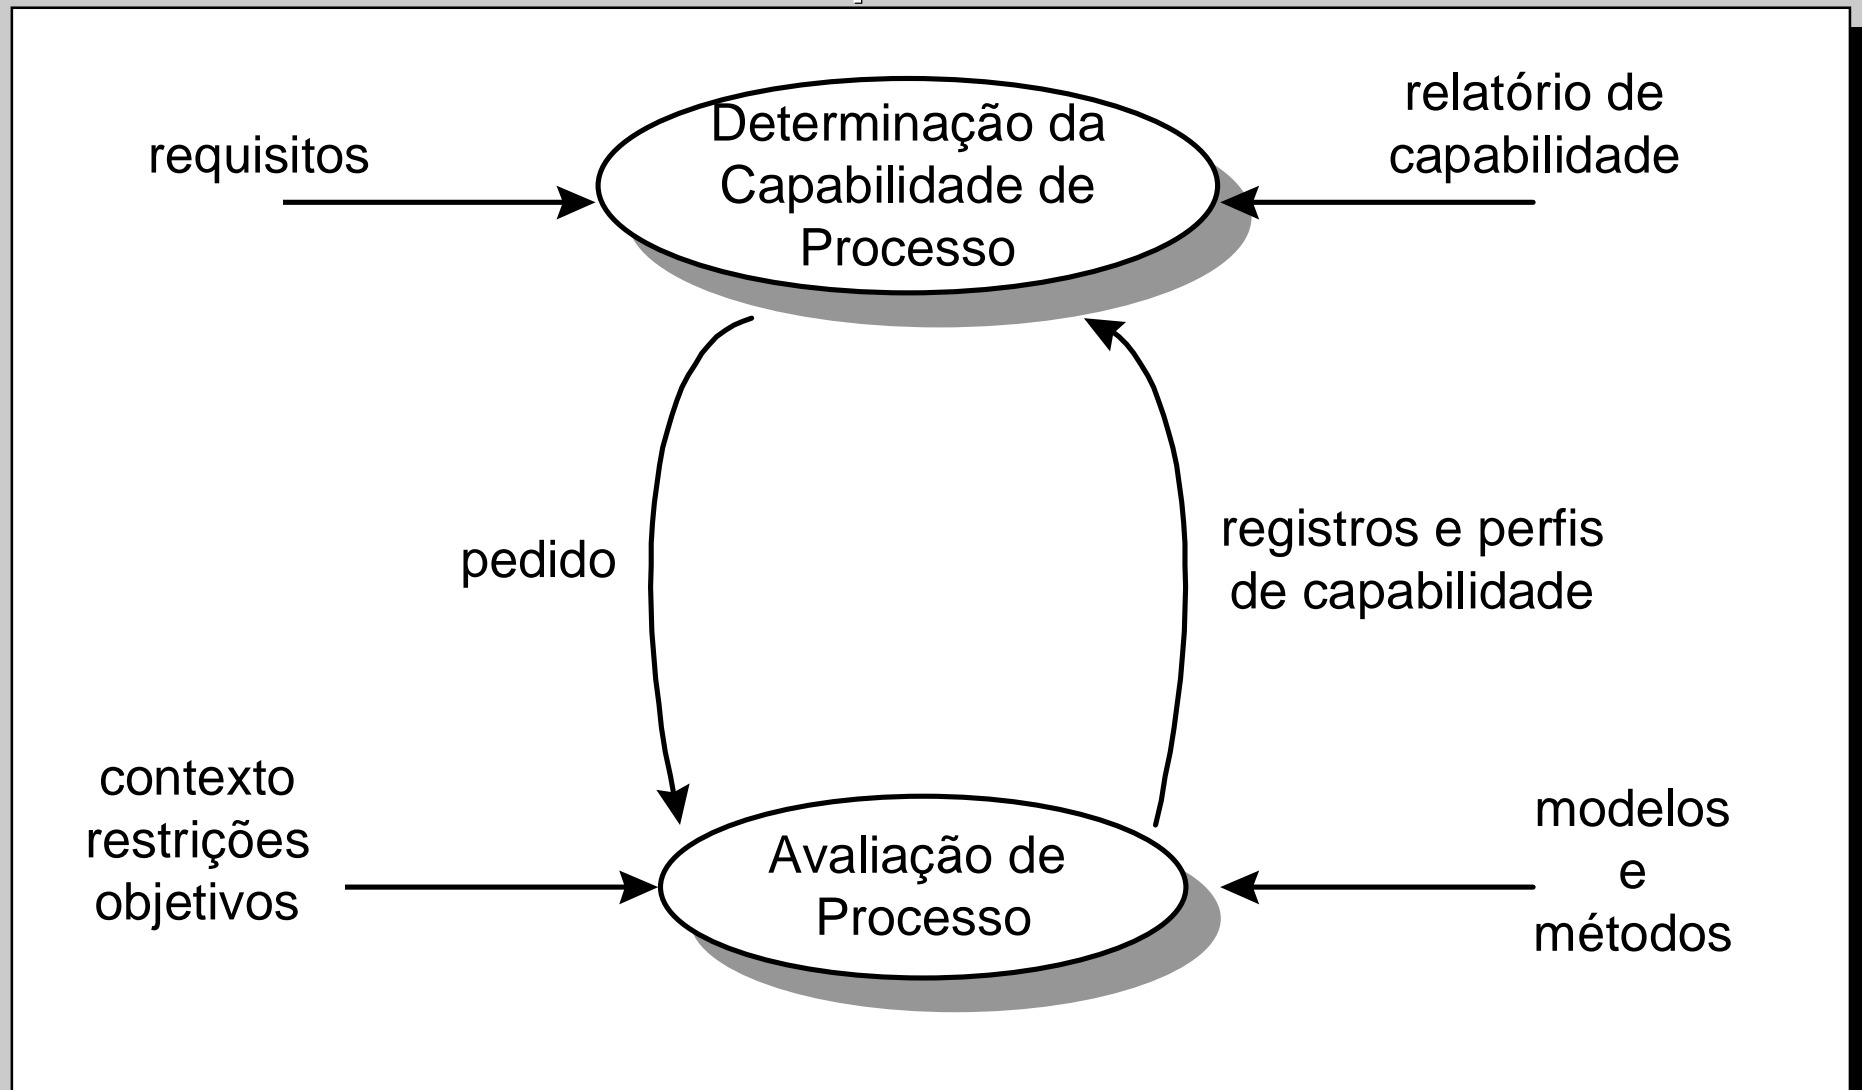 Determinação da
Capabilidade de
Processo
requisitos
relatório de
capabilidade
pedido
registros e perfis
de capabilidade
contexto
restrições
objetivos
Avaliação de
Processo
modelos
e
métodos